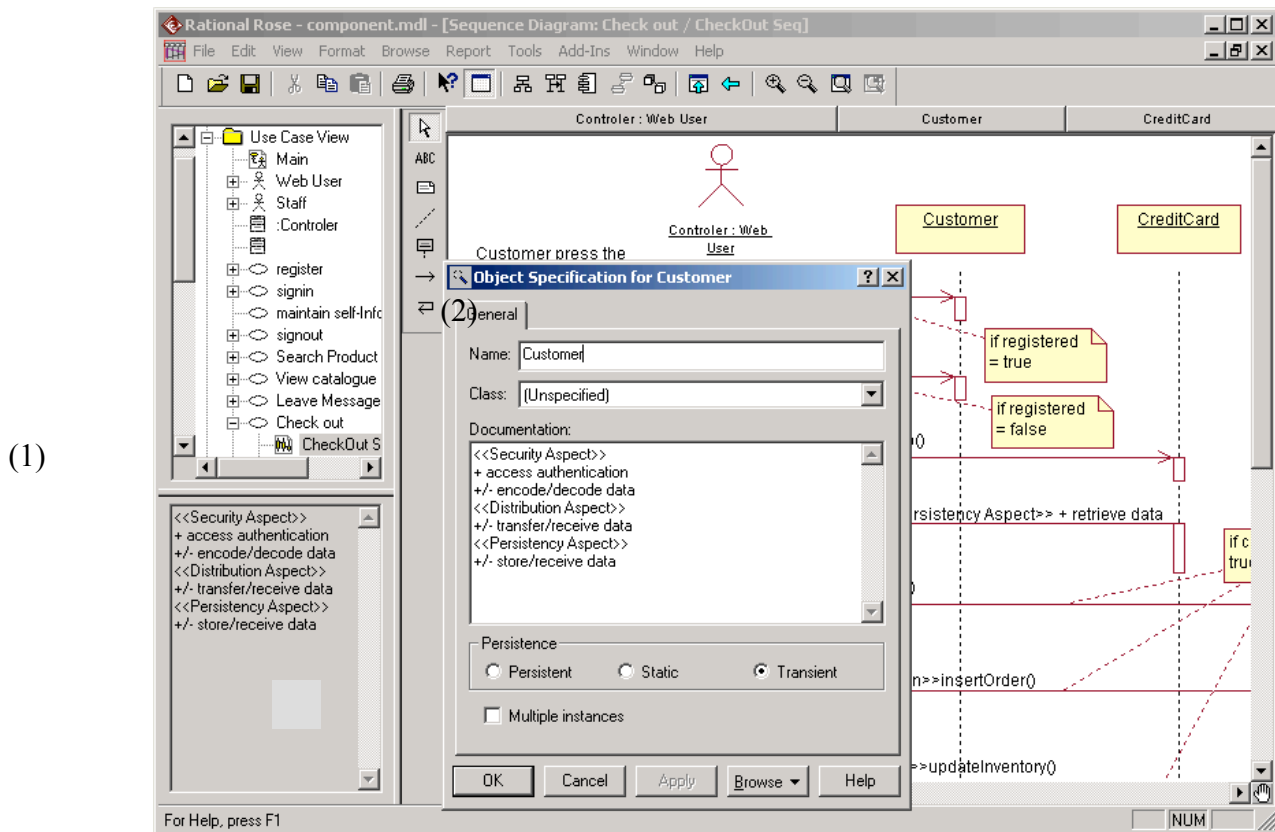 Rational Rose - component.mdl - [Sequence Diagram: Check out / CheckOut Seq]
File Edit View Format Browse Report Tools Add-Ins Window Help
Use Case View
Main
Web User
Staff
:Controler
register
signin
maintain self-Info
signout
Search Product
View catalogue
Leave Message
Check out
CheckOut S
(1)
<<Security Aspect>>
+ access authentication
+/- encode/decode data
<<Distribution Aspect>>
+/- transfer/receive data
<<Persistency Aspect>>
+/- store/receive data
ABC
Controler : Web User
Customer
CreditCard
Controler : Web
User
Customer
CreditCard
Customer press the
(2)
Object Specification for Customer
General
Name: Customer
Class: (Unspecified)
Documentation:
<<Security Aspect>>
+ access authentication
+/- encode/decode data
<<Distribution Aspect>>
+/- transfer/receive data
<<Persistency Aspect>>
+/- store/receive data
Persistence
Persistent Static Transient
Multiple instances
OK Cancel Apply Browse Help
if registered
= true
if registered
= false
()
rsistency Aspect>> + retrieve data
if c
tru
)
n>>insertOrder()
>>updateInventory()
For Help, press F1
NUM